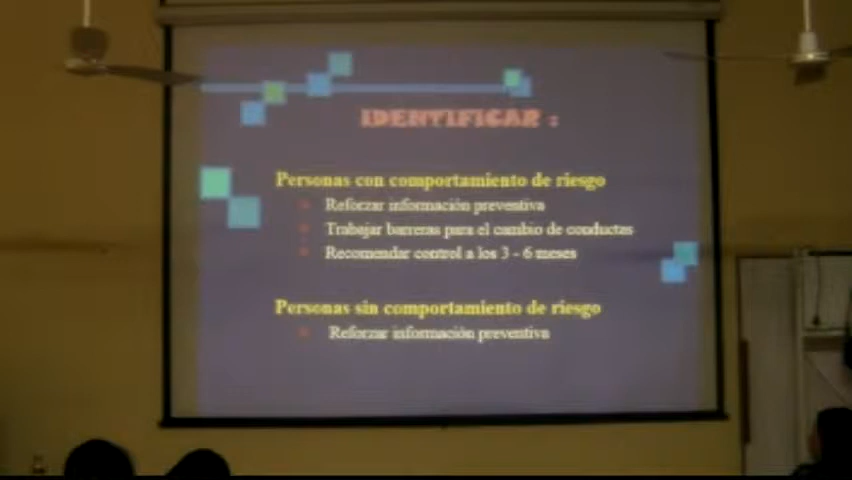 IDENTIFICAR :
Personas con comportamiento de riesgo
Reforzar información preventiva
Trabajar barreras para el cambio de conductas
Recomendar control a los 3 - 6 meses
Personas sin comportamiento de riesgo
Reforzar información preventiva